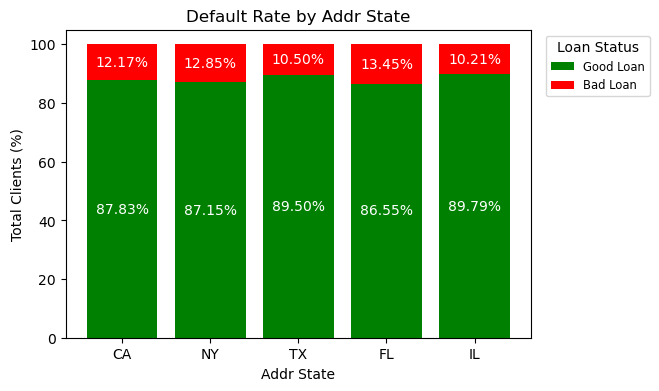 Default Rate by Addr State
Total Clients (%)
100
80
60
40
20
0
12.17%
12.85%
10.50%
13.45%
10.21%
87.83%
87.15%
89.50%
86.55%
89.79%
CA
NY
TX
FL
IL
Addr State
Loan Status
Good Loan
Bad Loan